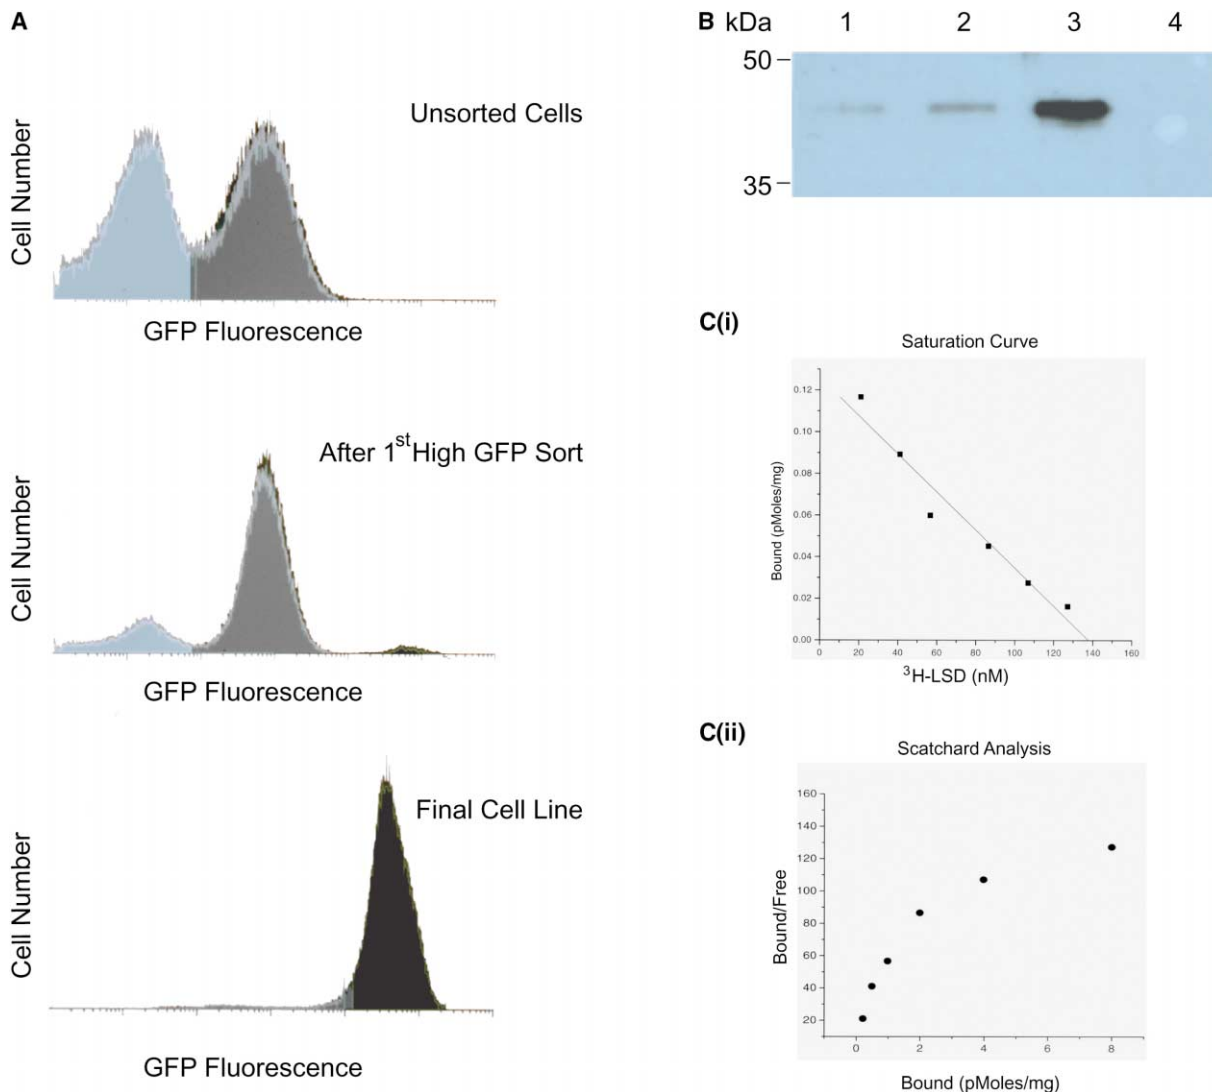 A
Unsorted Cells
Cell Number
GFP Fluorescence
After 1st High GFP Sort
Cell Number
GFP Fluorescence
Final Cell Line
Cell Number
GFP Fluorescence
B kDa 1 2 3 4
50
35
C(i)
Saturation Curve
Bound (pMoles/mg)
0.12
0.10
0.08
0.06
0.04
0.02
0.00
0 20 40 60 80 100 120 140 160
3H-LSD (nM)
C(ii)
Scatchard Analysis
Bound/Free
160
140
120
100
80
60
40
20
0 2 4 6 8
Bound (pMoles/mg)